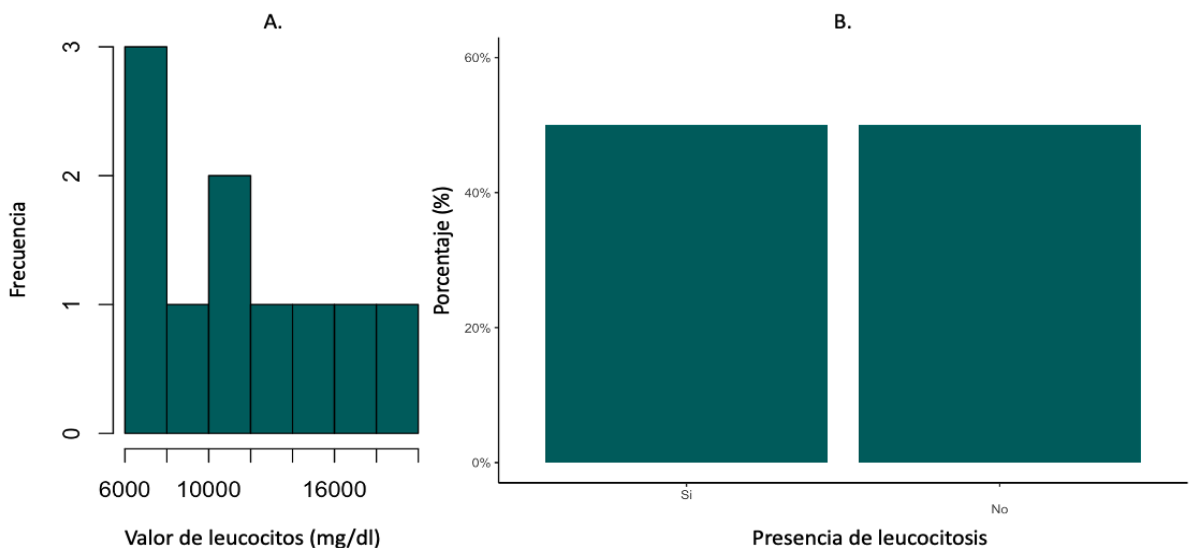 A.
3
2
1
0
Frecuencia
6000 10000 16000
Valor de leucocitos (mg/dl)
B.
60%
40%
20%
0%
Porcentaje (%)
Si
No
Presencia de leucocitosis